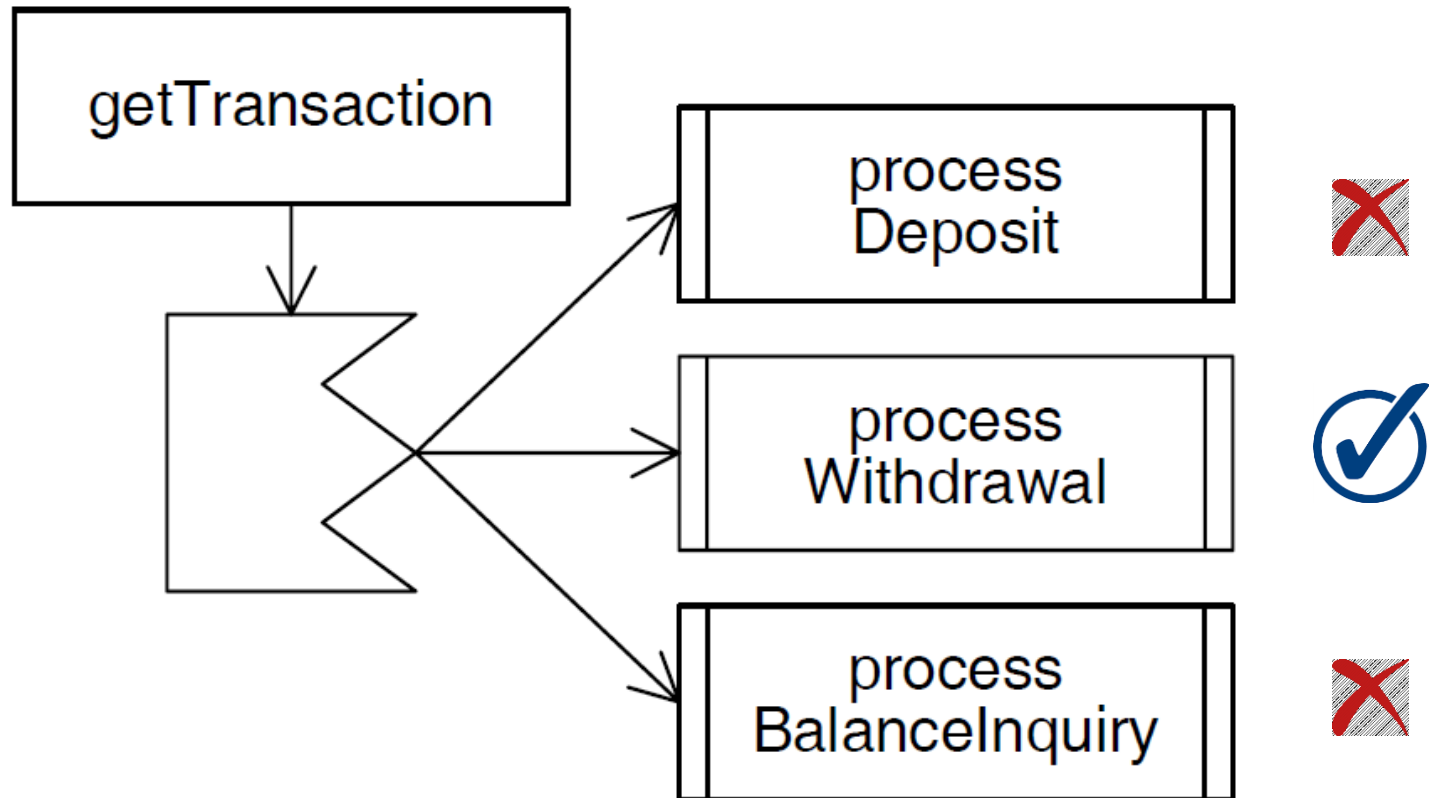 getTransaction
process
Deposit
process
Withdrawal
process
BalanceInquiry